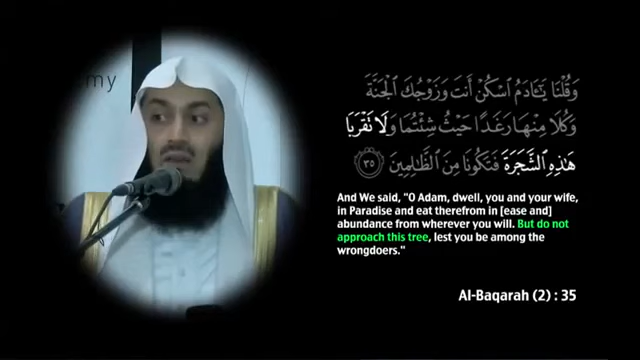 my
وَقُلْنَا يَٰٓـَٔادَمُ ٱسْكُنْ أَنتَ وَزَوْجُكَ ٱلْجَنَّةَ
وَكُلَا مِنْهَا رَغَدًا حَيْثُ شِئْتُمَا وَلَا تَقْرَبَا
هَٰذِهِ ٱلشَّجَرَةَ فَتَكُونَا مِنَ ٱلظَّٰلِمِينَ ٣٥
And We said, "O Adam, dwell, you and your wife,
in Paradise and eat therefrom in [ease and]
abundance from wherever you will. But do not
approach this tree, lest you be among the
wrongdoers."
Al-Baqarah (2) : 35